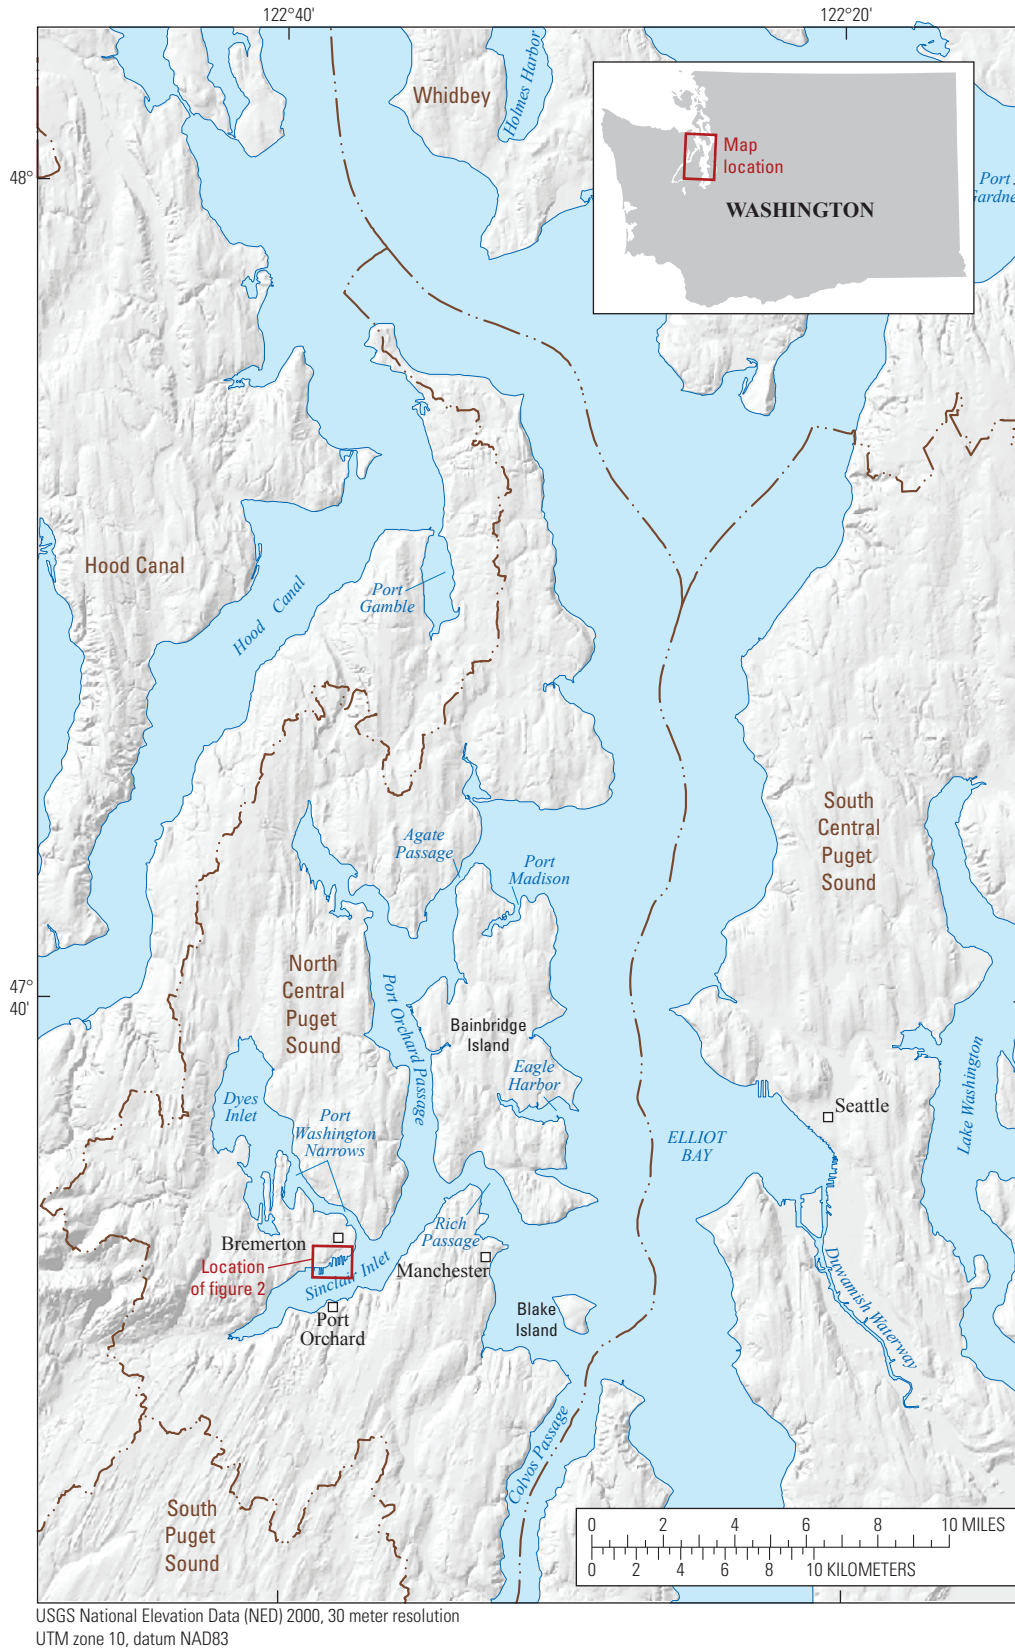 122°40'
122°20'
Whidbey
Holmes Harbor
Map
location
WASHINGTON
48°
Port
Hood Canal
Hood Canal
Port
Gamble
South
Central
Puget
Sound
Agate
Passage
Port
Madison
North
Central
Puget
Sound
Port Orchard Passage
47°
40'
Bainbridge
Island
Eagle
Harbor
Dyes
Inlet
Port
Washington
Narrows
Seattle
Lake Washington
ELLIOT
BAY
Rich
Passage
Bremerton
Location
of figure 2
Sinclair Inlet
Manchester
Port
Orchard
Blake
Island
Duwamish Waterway
Colvos Passage
South
Puget
Sound
0 2 4 6 8 10 MILES
0 2 4 6 8 10 KILOMETERS
USGS National Elevation Data (NED) 2000, 30 meter resolution
UTM zone 10, datum NAD83